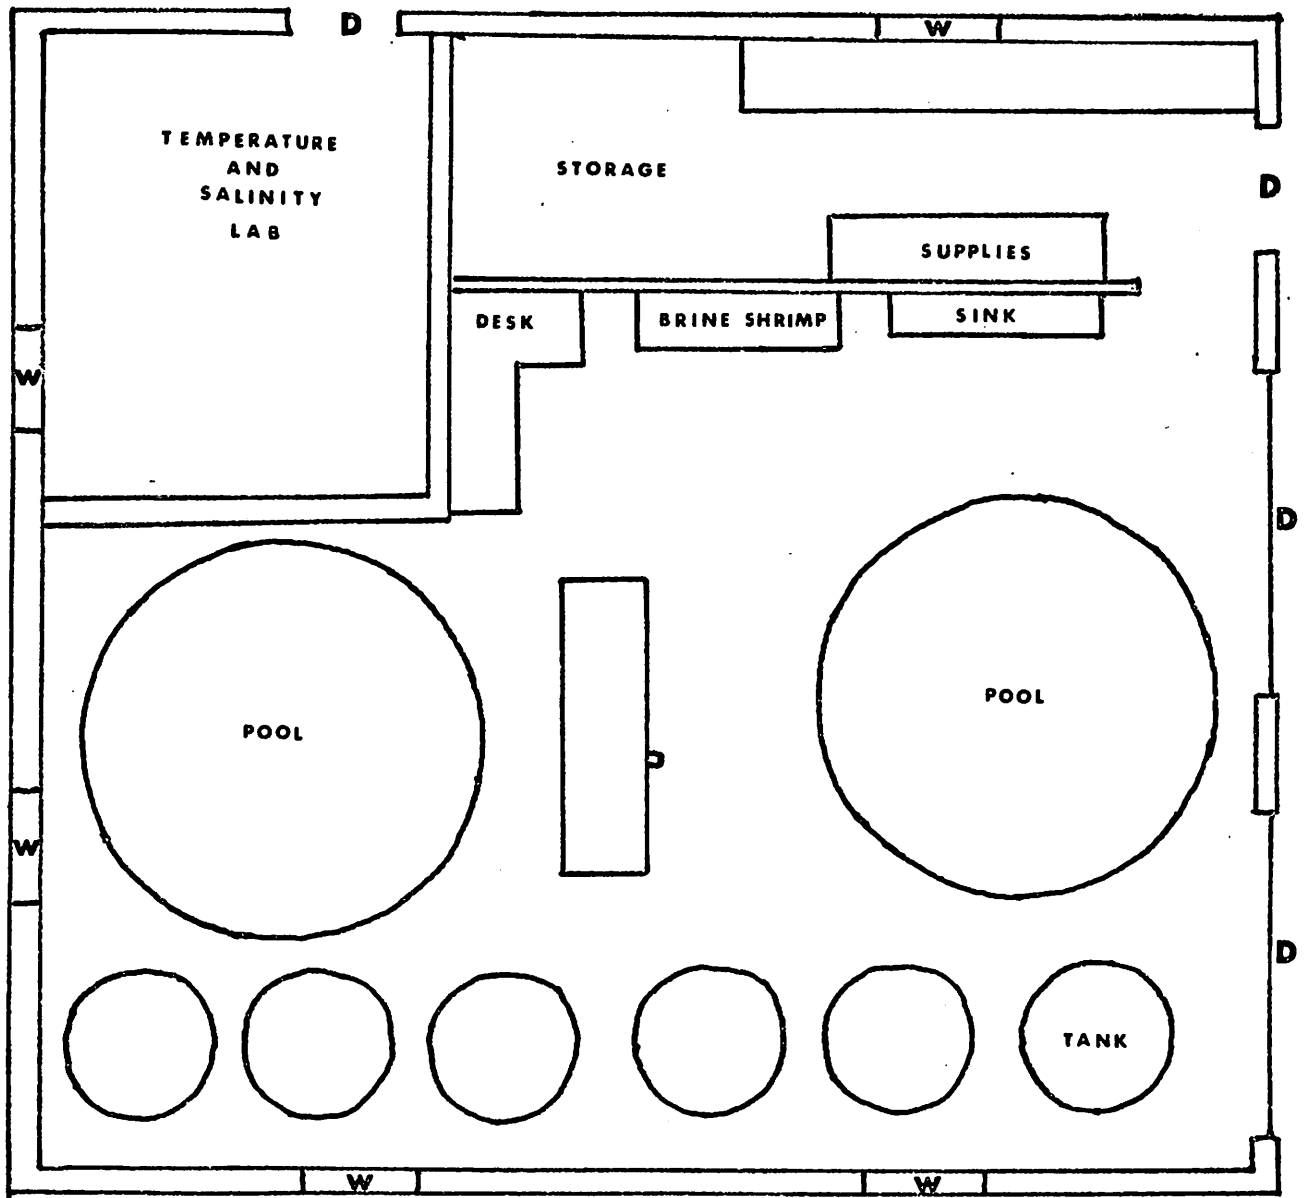 D
W
TEMPERATURE
AND
SALINITY
LAB
STORAGE
D
SUPPLIES
DESK
BRINE SHRIMP
SINK
W
D
POOL
POOL
W
D
TANK
W
W